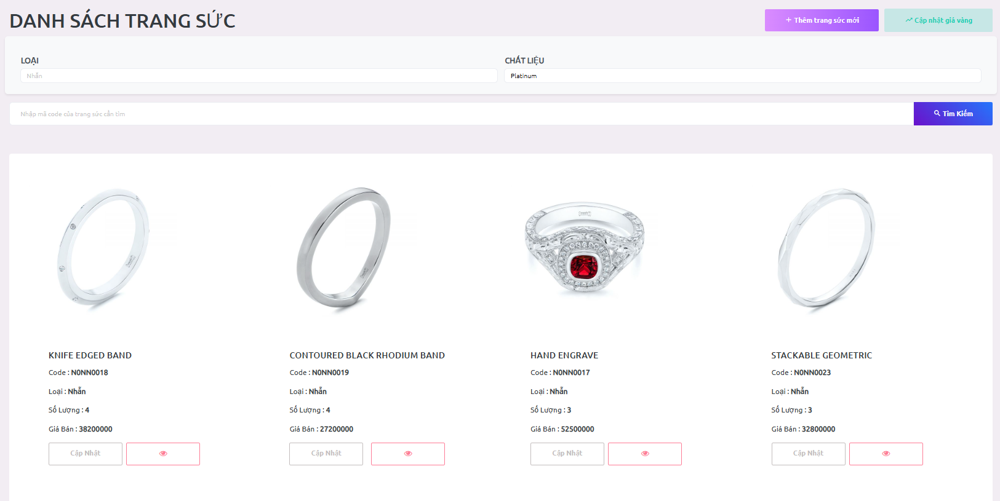 DANH SÁCH TRANG SỨC
Thêm trang sức mới
Cập nhật giá vàng
LOẠI
CHẤT LIỆU
Nhẫn
Platinum
Nhập mã code của trang sức cần tìm
Tìm Kiếm
KNIFE EDGED BAND
Code : N0NN0018
Loại : Nhẫn
Số Lượng : 4
Giá Bán : 38200000
Cập Nhật
CONTOURED BLACK RHODIUM BAND
Code : N0NN0019
Loại : Nhẫn
Số Lượng : 4
Giá Bán : 27200000
Cập Nhật
HAND ENGRAVE
Code : N0NN0017
Loại : Nhẫn
Số Lượng : 3
Giá Bán : 52500000
Cập Nhật
STACKABLE GEOMETRIC
Code : N0NN0023
Loại : Nhẫn
Số Lượng : 3
Giá Bán : 32800000
Cập Nhật